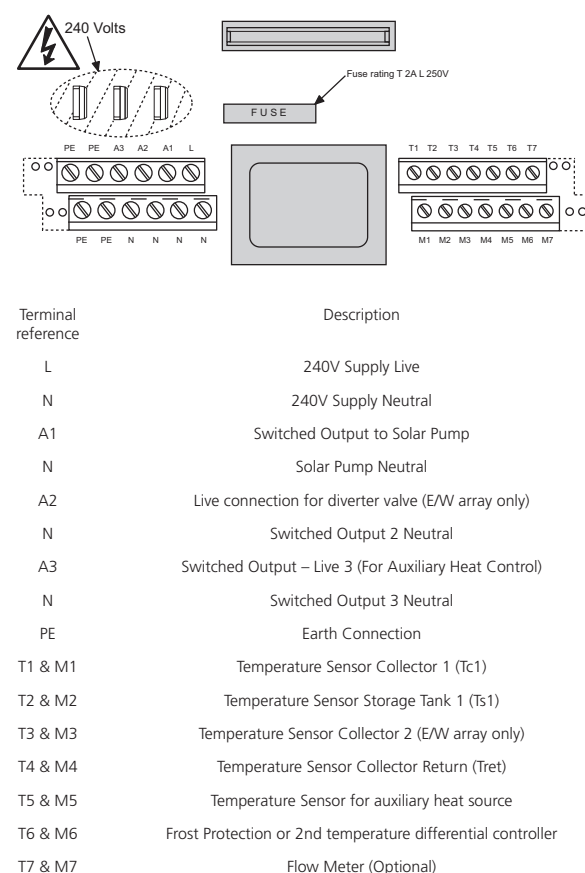 240 Volts
Fuse rating T 2A L 250V
FUSE
PE PE A3 A2 A1 L
T1 T2 T3 T4 T5 T6 T7
PE PE N N N N
M1 M2 M3 M4 M5 M6 M7
Terminal reference Description
L 240V Supply Live
N 240V Supply Neutral
A1 Switched Output to Solar Pump
N Solar Pump Neutral
A2 Live connection for diverter valve (E/W array only)
N Switched Output 2 Neutral
A3 Switched Output – Live 3 (For Auxiliary Heat Control)
N Switched Output 3 Neutral
PE Earth Connection
T1 & M1 Temperature Sensor Collector 1 (Tc1)
T2 & M2 Temperature Sensor Storage Tank 1 (Ts1)
T3 & M3 Temperature Sensor Collector 2 (E/W array only)
T4 & M4 Temperature Sensor Collector Return (Tret)
T5 & M5 Temperature Sensor for auxiliary heat source
T6 & M6 Frost Protection or 2nd temperature differential controller
T7 & M7 Flow Meter (Optional)